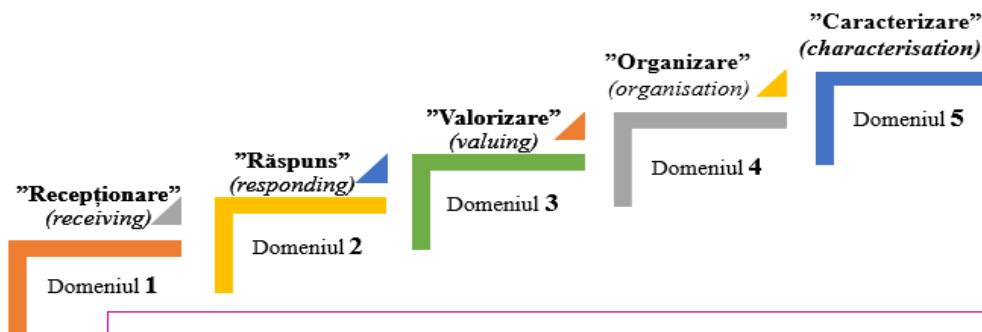 ”Recepționare”
(receiving)
Domeniul 1
”Răspuns”
(responding)
Domeniul 2
”Valorizare”
(valuing)
Domeniul 3
”Organizare”
(organisation)
Domeniul 4
”Caracterizare”
(characterisation)
Domeniul 5